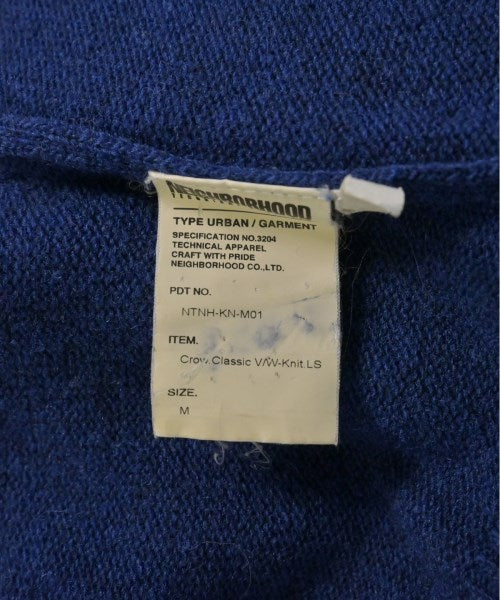 NEIGHBORHOOD
TYPE URBAN / GARMENT
SPECIFICATION NO.3204
TECHNICAL APPAREL
CRAFT WITH PRIDE
NEIGHBORHOOD CO.,LTD.
PDT NO.
NTNH-KN-M01
ITEM.
Crow.Classic V/W-Knit.LS
SIZE.
M